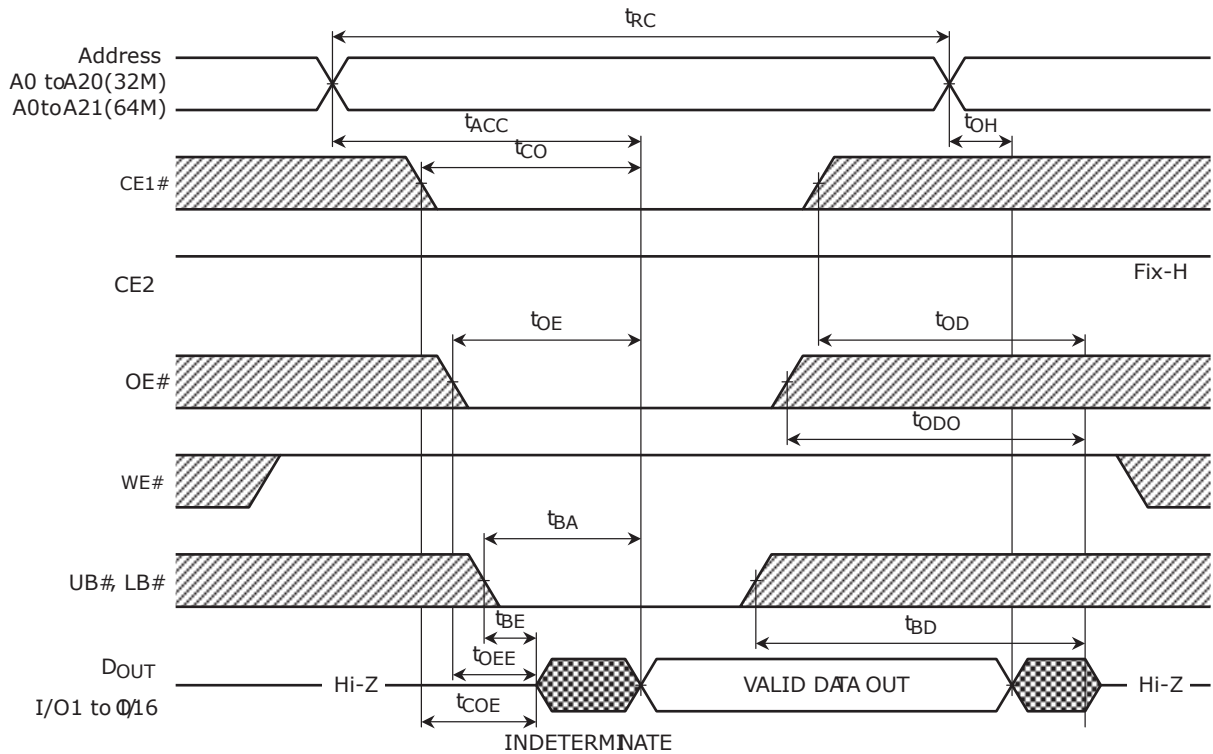 tRC
Address
A0 toA20(32M)
A0toA21(64M)
tACC
tOH
tCO
CE1#
CE2
Fix-H
tOE
tOD
OE#
tODO
WE#
tBA
UB#, LB#
tBE
tBD
tOEE
DOUT
Hi-Z
VALID DATA OUT
Hi-Z
I/O1 to I/O16
tCOE
INDETERMINATE